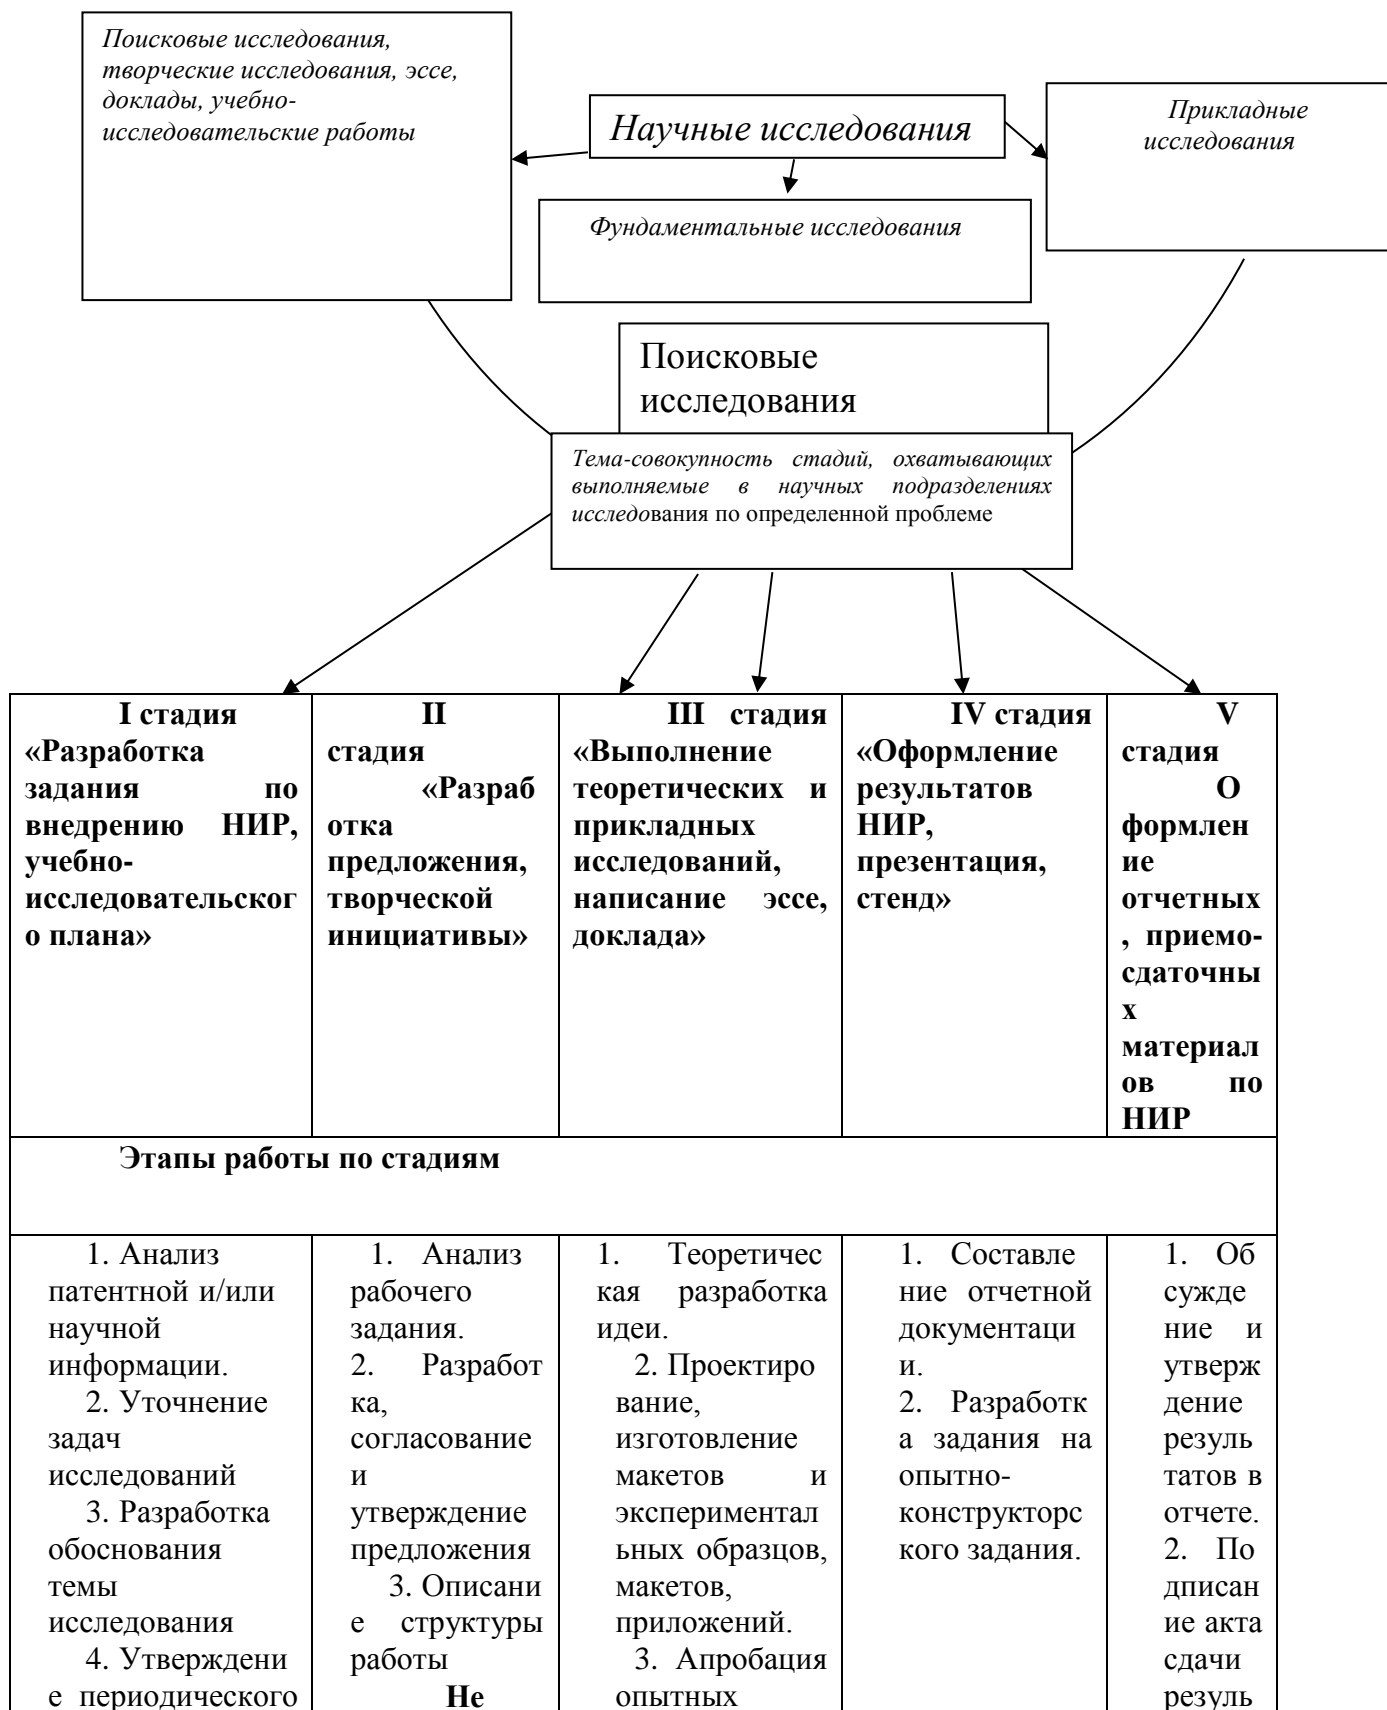 Поисковые исследования,
творческие исследования, эссе,
доклады, учебно-
исследовательские работы
Научные исследования
Прикладные
исследования
Фундаментальные исследования
Поисковые
исследования
Тема-совокупность стадий, охватывающих
выполняемые в научных подразделениях
исследования по определенной проблеме
I стадия
«Разработка
задания по
внедрению НИР,
учебно-
исследовательског
о плана»
II
стадия
«Разраб
отка
предложения,
творческой
инициативы»
III стадия
«Выполнение
теоретических и
прикладных
исследований,
написание эссе,
доклада»
IV стадия
«Оформление
результатов
НИР,
презентация,
стенд»
V
стадия
О
формлен
ие
отчетных
, приемо-
сдаточны
х
материал
ов по
НИР
Этапы работы по стадиям
1. Анализ
патентной и/или
научной
информации.
2. Уточнение
задач
исследований
3. Разработка
обоснования
темы
исследования
4. Утверждени
е периодического
1. Анализ
рабочего
задания.
2. Разработ
ка,
согласование
и
утверждение
предложения
3. Описани
е структуры
работы
Не
1. Теоретичес
кая разработка
идеи.
2. Проектиро
вание,
изготовление
макетов и
эксперименталь
ьных образцов,
макетов,
приложений.
3. Апробация
опытных
1. Составле
ние отчетной
документаци
и.
2. Разработк
а задания на
опытно-
конструкторс
кого задания.
1. Об
сужде
ние и
утверж
дение
резуль
татов в
отчете.
2. По
дписан
ие акта
сдачи
резуль